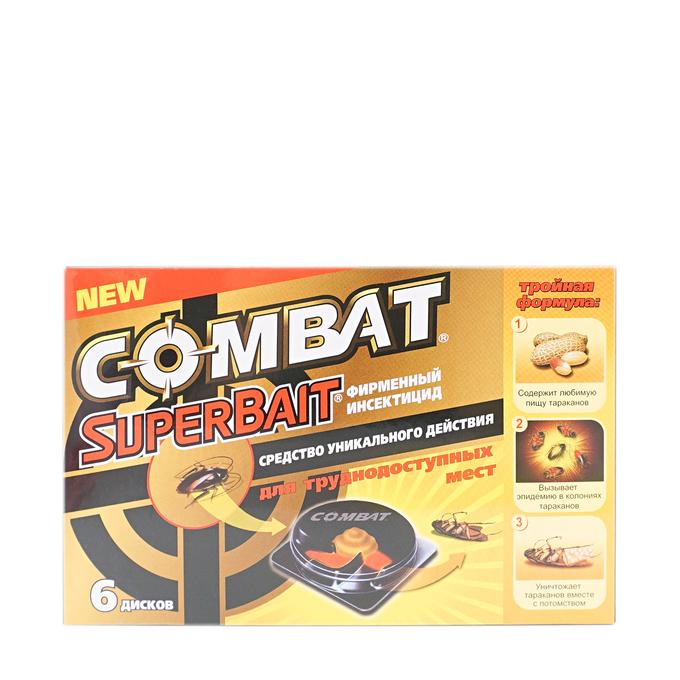 NEW
COMBAT®
SUPERBAIT®
ФИРМЕННЫЙ
ИНСЕКТИЦИД
СРЕДСТВО УНИКАЛЬНОГО ДЕЙСТВИЯ
для труднодоступных
мест
COMBAT
6 дисков
тройная
формула:
1
Содержит любимую
пищу тараканов
2
Вызывает
эпидемию в колониях
тараканов
3
Уничтожает
тараканов вместе
с потомством